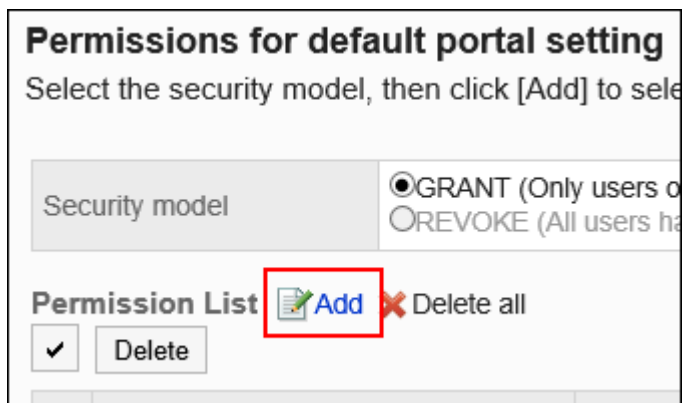 Permissions for default portal setting
Select the security model, then click [Add] to sele
Security model
GRANT (Only users o
REVOKE (All users ha
Permission List Add Delete all
Delete